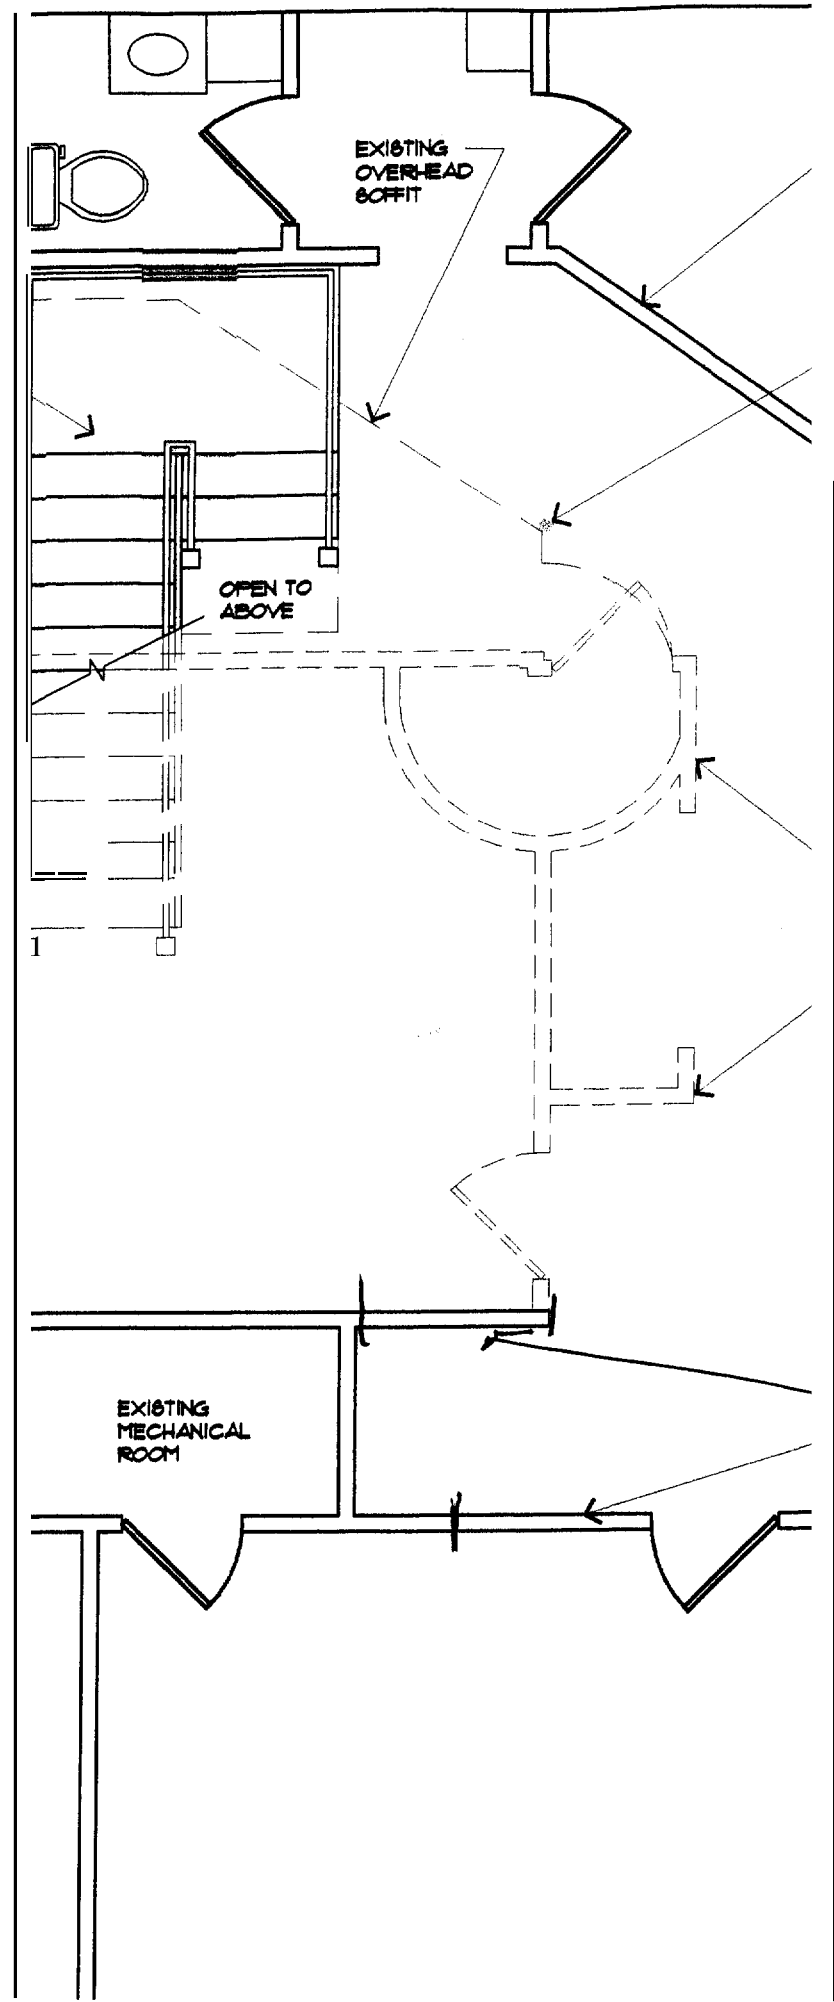 EXISTING
OVERHEAD
SOFFIT
OPEN TO
ABOVE
1
EXISTING
MECHANICAL
ROOM